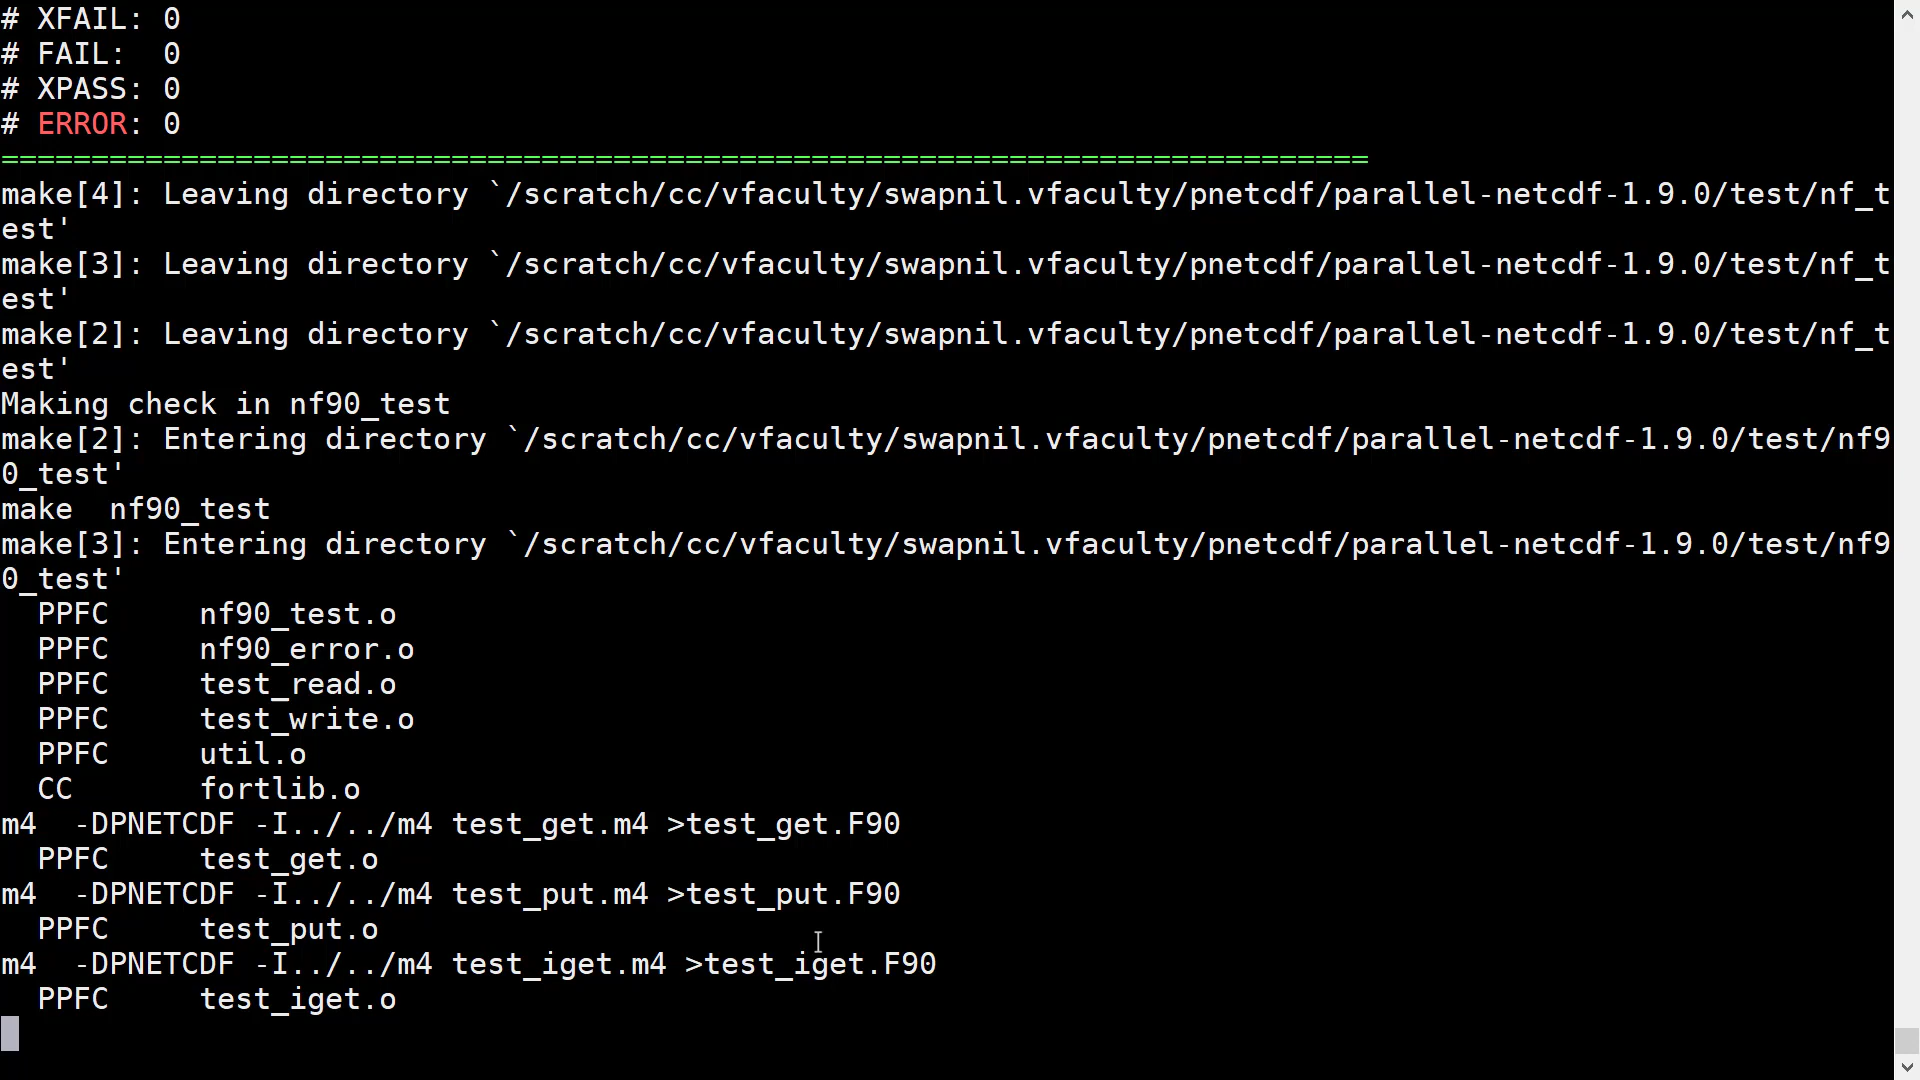 # XFAIL: 0
# FAIL:  0
# XPASS: 0
# ERROR: 0
============================================================================
make[4]: Leaving directory `/scratch/cc/vfaculty/swapnil.vfaculty/pnetcdf/parallel-netcdf-1.9.0/test/nf_t
est'
make[3]: Leaving directory `/scratch/cc/vfaculty/swapnil.vfaculty/pnetcdf/parallel-netcdf-1.9.0/test/nf_t
est'
make[2]: Leaving directory `/scratch/cc/vfaculty/swapnil.vfaculty/pnetcdf/parallel-netcdf-1.9.0/test/nf_t
est'
Making check in nf90_test
make[2]: Entering directory `/scratch/cc/vfaculty/swapnil.vfaculty/pnetcdf/parallel-netcdf-1.9.0/test/nf9
0_test'
make  nf90_test
make[3]: Entering directory `/scratch/cc/vfaculty/swapnil.vfaculty/pnetcdf/parallel-netcdf-1.9.0/test/nf9
0_test'
  PPFC     nf90_test.o
  PPFC     nf90_error.o
  PPFC     test_read.o
  PPFC     test_write.o
  PPFC     util.o
  CC       fortlib.o
m4  -DPNETCDF -I../../m4 test_get.m4 >test_get.F90
  PPFC     test_get.o
m4  -DPNETCDF -I../../m4 test_put.m4 >test_put.F90
  PPFC     test_put.o
m4  -DPNETCDF -I../../m4 test_iget.m4 >test_iget.F90
  PPFC     test_iget.o